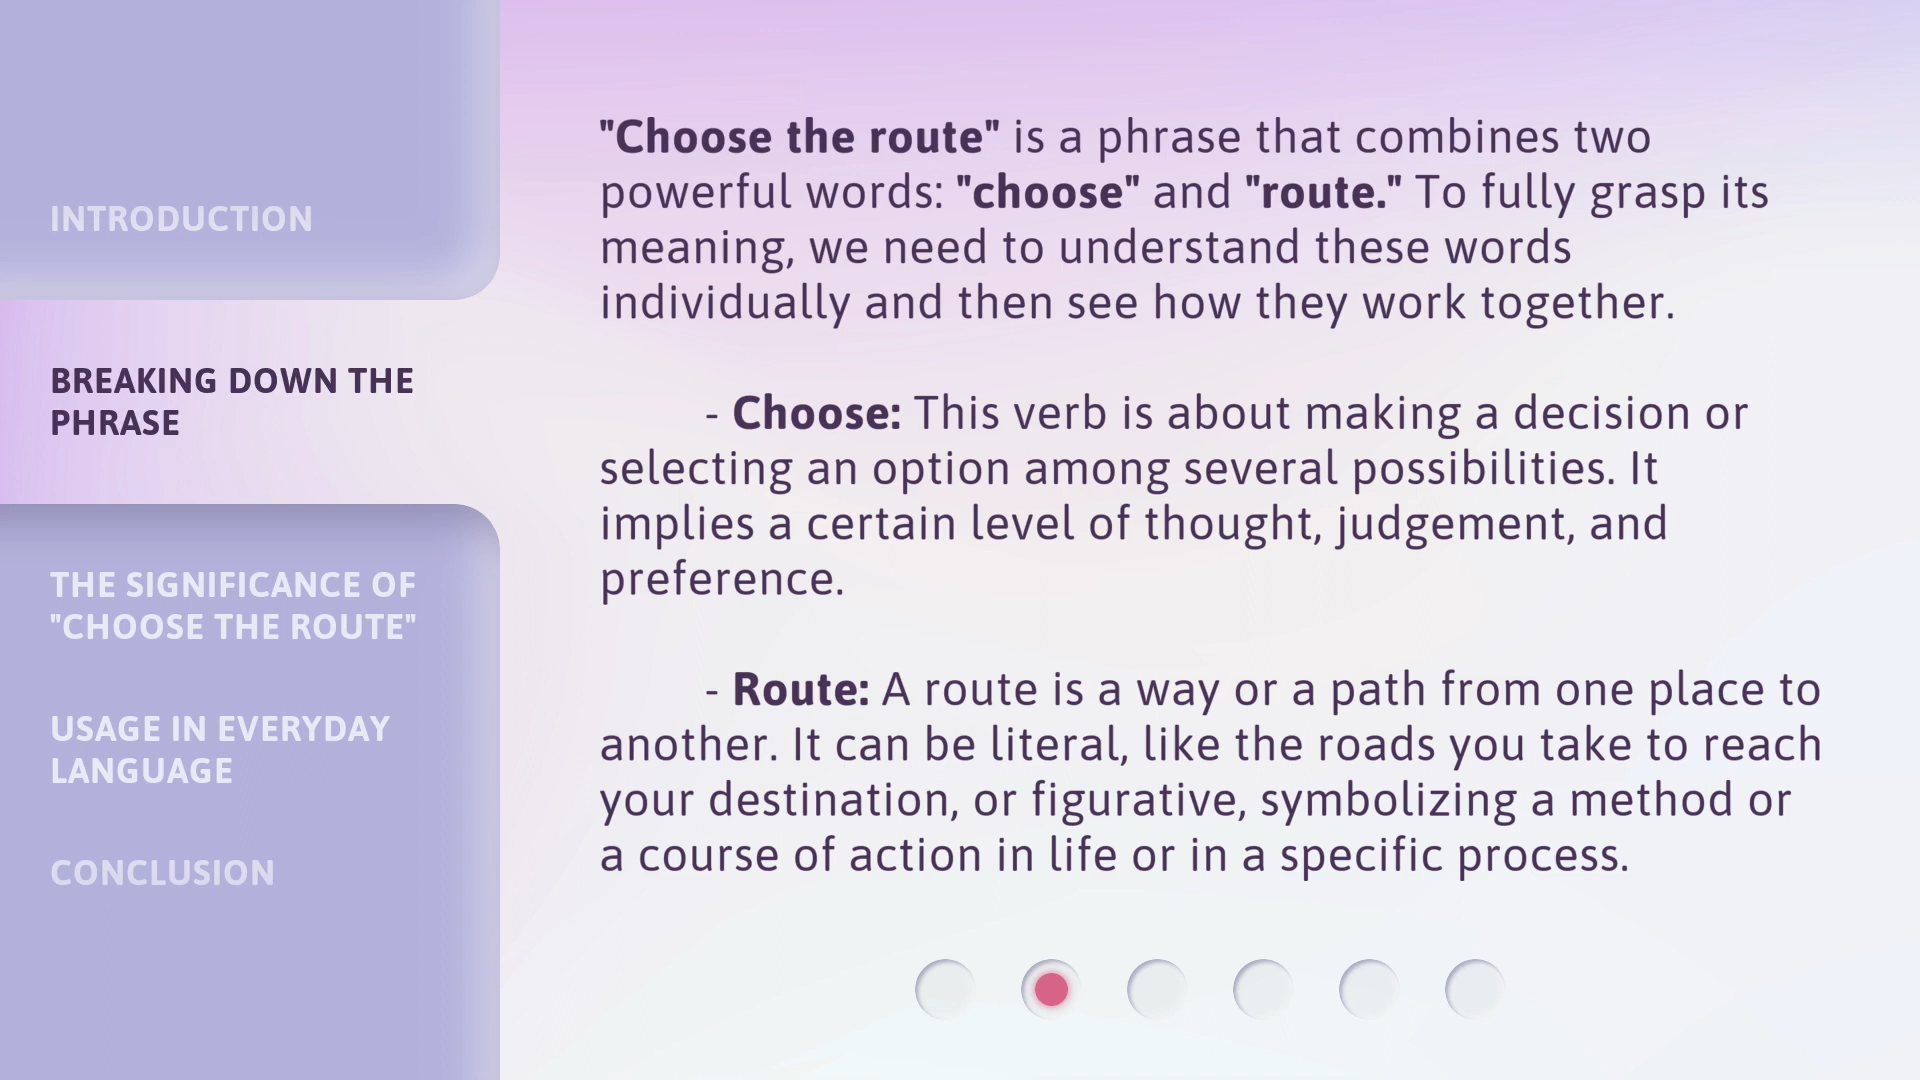 INTRODUCTION
BREAKING DOWN THE
PHRASE
THE SIGNIFICANCE OF
"CHOOSE THE ROUTE"
USAGE IN EVERYDAY
LANGUAGE
CONCLUSION
"Choose the route" is a phrase that combines two
powerful words: "choose" and "route." To fully grasp its
meaning, we need to understand these words
individually and then see how they work together.
- Choose: This verb is about making a decision or
selecting an option among several possibilities. It
implies a certain level of thought, judgement, and
preference.
- Route: A route is a way or a path from one place to
another. It can be literal, like the roads you take to reach
your destination, or figurative, symbolizing a method or
a course of action in life or in a specific process.